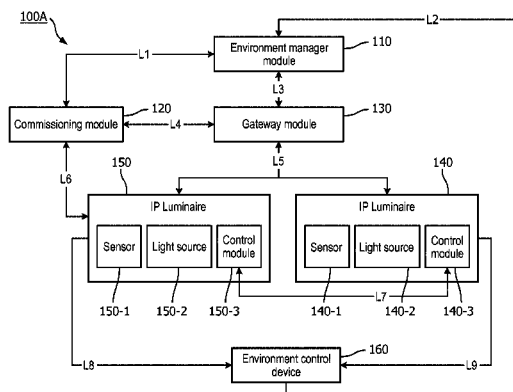 100A
L2
L1
Environment manager
module
110
L3
120
130
Commissioning module
L4
Gateway module
L6
150
L5
140
IP Luminaire
IP Luminaire
Sensor
Light source
Control
module
Sensor
Light source
Control
module
150-1
150-2
150-3
140-1
140-2
L7
140-3
160
L8
Environment control
device
L9